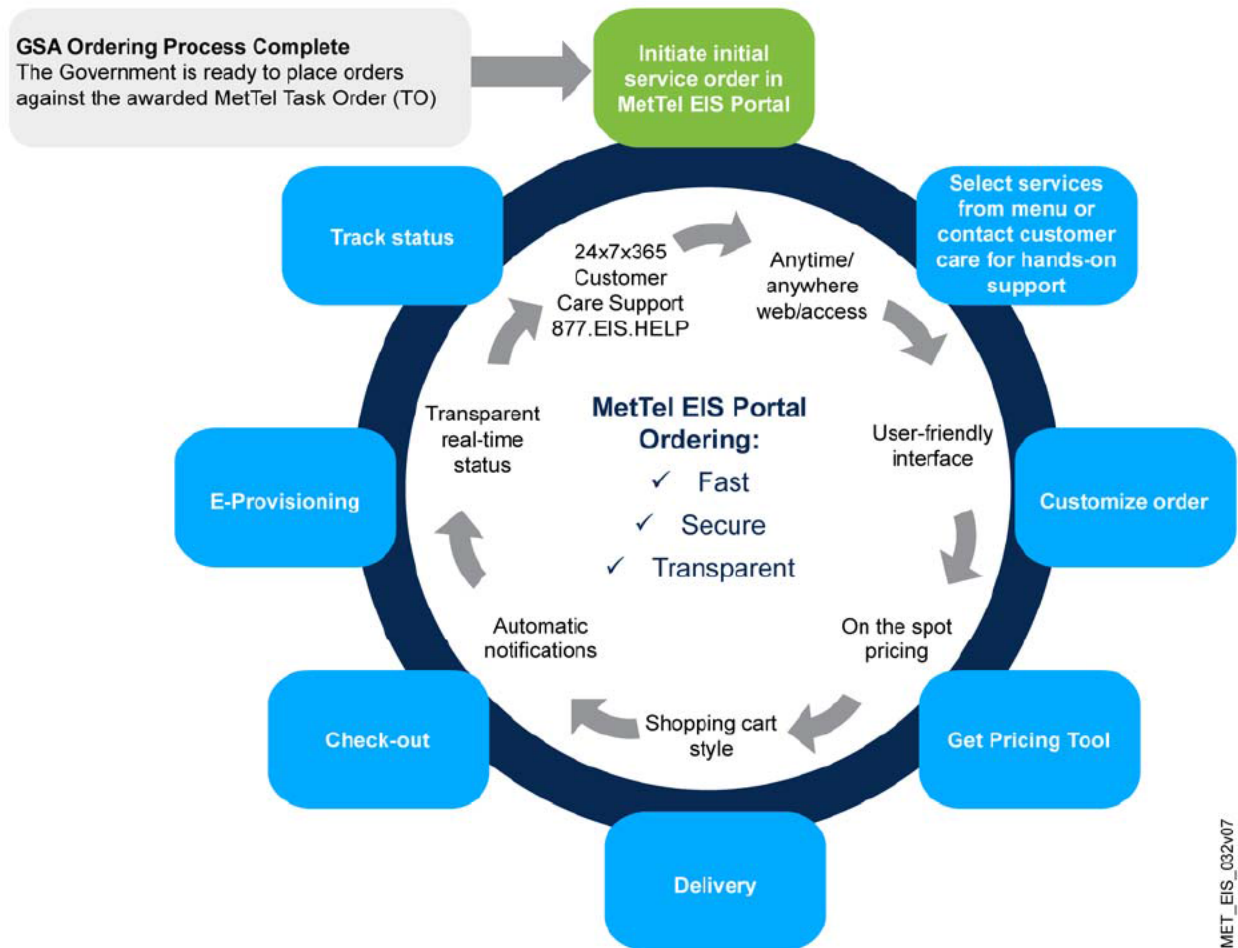 GSA Ordering Process Complete
The Government is ready to place orders
against the awarded MetTel Task Order (TO)
Initiate initial
service order in
MetTel EIS Portal
Select services
from menu or
contact customer
care for hands-on
support
Customize order
Get Pricing Tool
Delivery
Check-out
E-Provisioning
Track status
24x7x365
Customer
Care Support
877.EIS.HELP
Anytime/
anywhere
web/access
User-friendly
interface
On the spot
pricing
Shopping cart
style
Automatic
notifications
Transparent
real-time
status
MetTel EIS Portal
Ordering:
✓ Fast
✓ Secure
✓ Transparent
MET_EIS_032v07